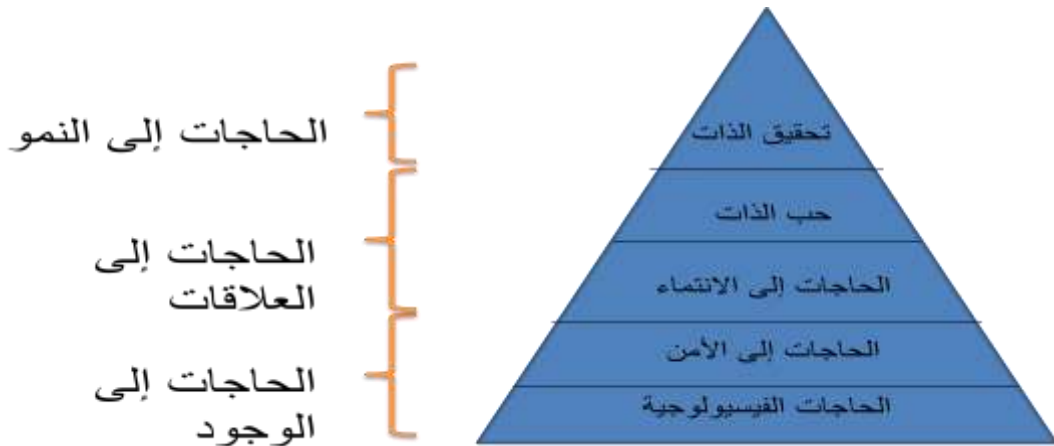 تحقيق الذات
حب الذات
الحاجات إلى الانتماء
الحاجات إلى الأمن
الحاجات الفيسيولوجية
الحاجات إلى النمو
الحاجات إلى
العلاقات
الحاجات إلى
الوجود